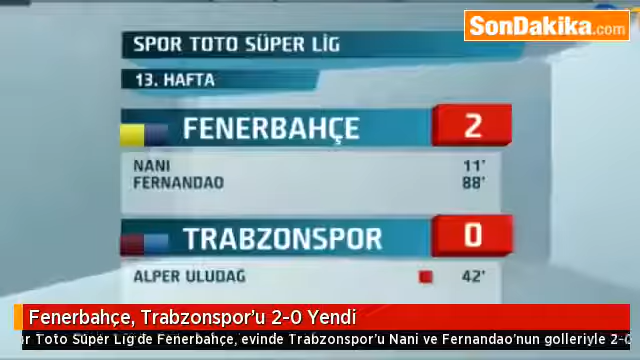 SonDakika.com
SPOR TOTO SÜPER LİG
13. HAFTA
FENERBAHÇE 2
NANI 11'
FERNANDAO 88'
TRABZONSPOR 0
ALPER ULUDAĞ 42'
Fenerbahçe, Trabzonspor'u 2-0 Yendi
Toto Süper Lig'de Fenerbahçe, evinde Trabzonspor'u Nani ve Fernandao'nun golleriyle 2-0